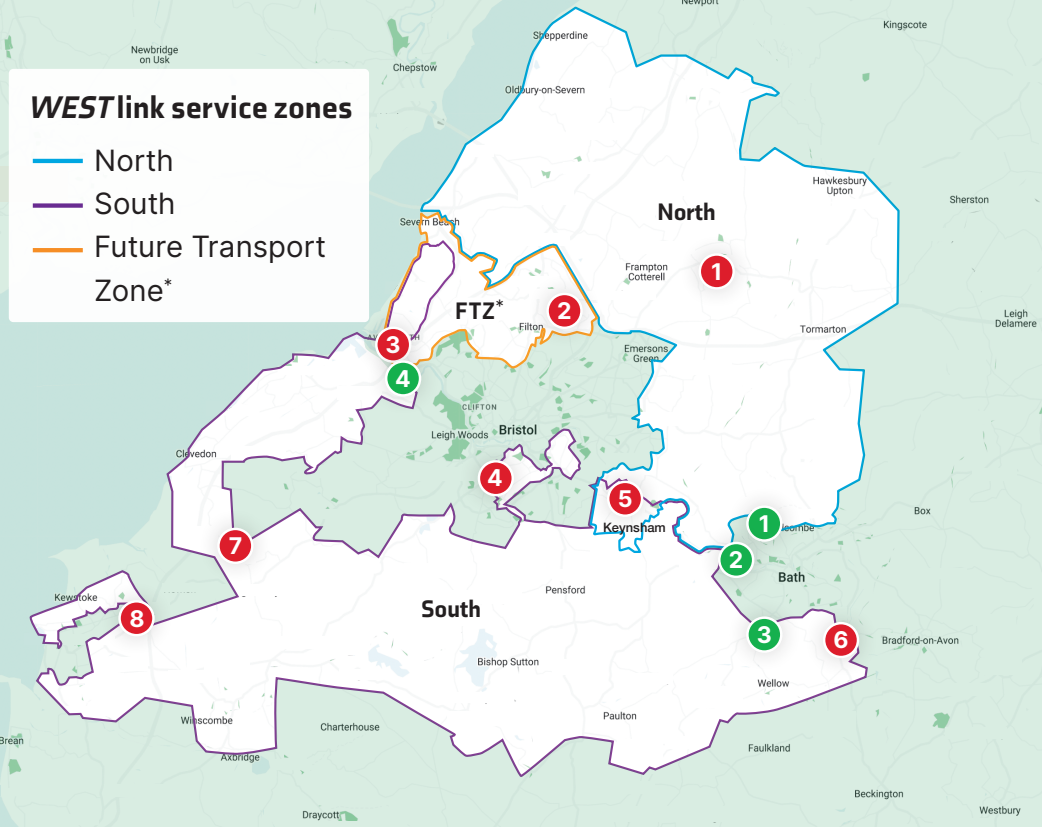 Newport
Kingscote
Shepperdine
Newbridge
on Usk
Chepstow
Oldbury-on-Severn
WESTlink service zones
North
South
Future Transport
Zone*
Hawkesbury
Upton
Sherston
North
Severn Beach
Frampton
Cotterell
1
FTZ*
2
Filton
Leigh
Delamere
Tormarton
3
Emersons
Green
4
CLIFTON
Bristol
Leigh Woods
Clevedon
4
5
Keynsham
Box
1
7
2
Bath
Kewstoke
8
South
Pensford
3
6
Bradford-on-Avon
Bishop Sutton
Wellow
Winscombe
Charterhouse
Paulton
Brean
Axbridge
Faulkland
Beckington
Draycott
Westbury